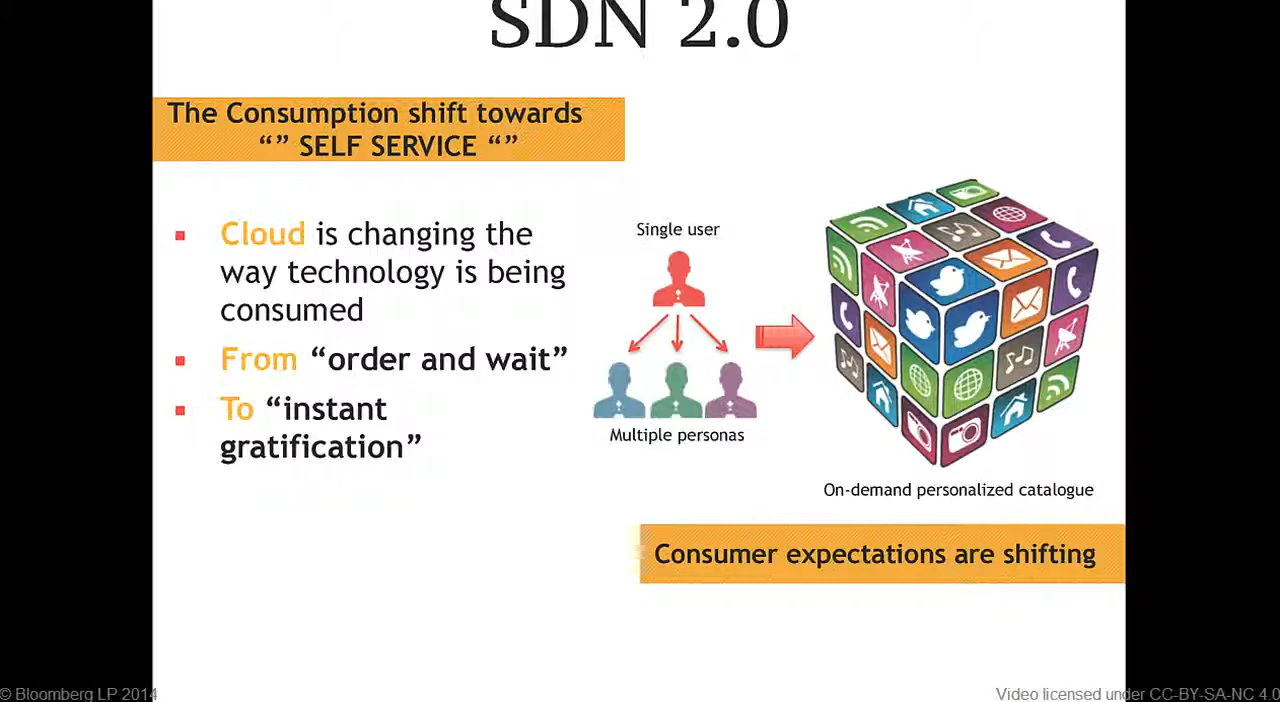 SDN 2.0
The Consumption shift towards
“” SELF SERVICE “”
Cloud is changing the
way technology is being
consumed
From “order and wait”
To “instant
gratification”
Single user
Multiple personas
On-demand personalized catalogue
Consumer expectations are shifting
© Bloomberg LP 2014
Video licensed under CC-BY-SA-NC 4.0